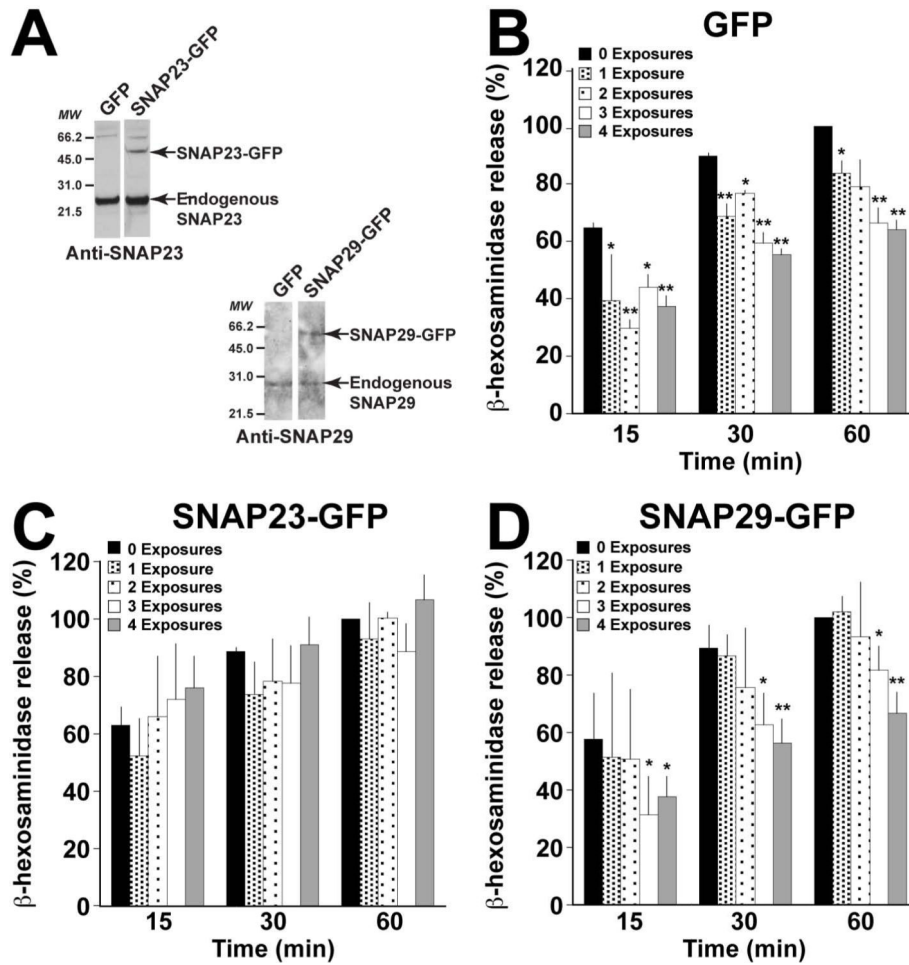 A
GFP
SNAP23-GFP
MW
66.2
45.0
31.0
21.5
SNAP23-GFP
Endogenous
SNAP23
Anti-SNAP23
GFP
SNAP29-GFP
MW
66.2
45.0
31.0
21.5
SNAP29-GFP
Endogenous
SNAP29
Anti-SNAP29
B
GFP
0 Exposures
1 Exposure
2 Exposures
3 Exposures
4 Exposures
β-hexosaminidase release (%)
120
100
80
60
40
20
0
* ** * **
** * ** **
* ** **
15 30 60
Time (min)
C
SNAP23-GFP
0 Exposures
1 Exposure
2 Exposures
3 Exposures
4 Exposures
β-hexosaminidase release (%)
120
100
80
60
40
20
0
15 30 60
Time (min)
D
SNAP29-GFP
0 Exposures
1 Exposure
2 Exposures
3 Exposures
4 Exposures
β-hexosaminidase release (%)
120
100
80
60
40
20
0
* *
* **
* **
15 30 60
Time (min)